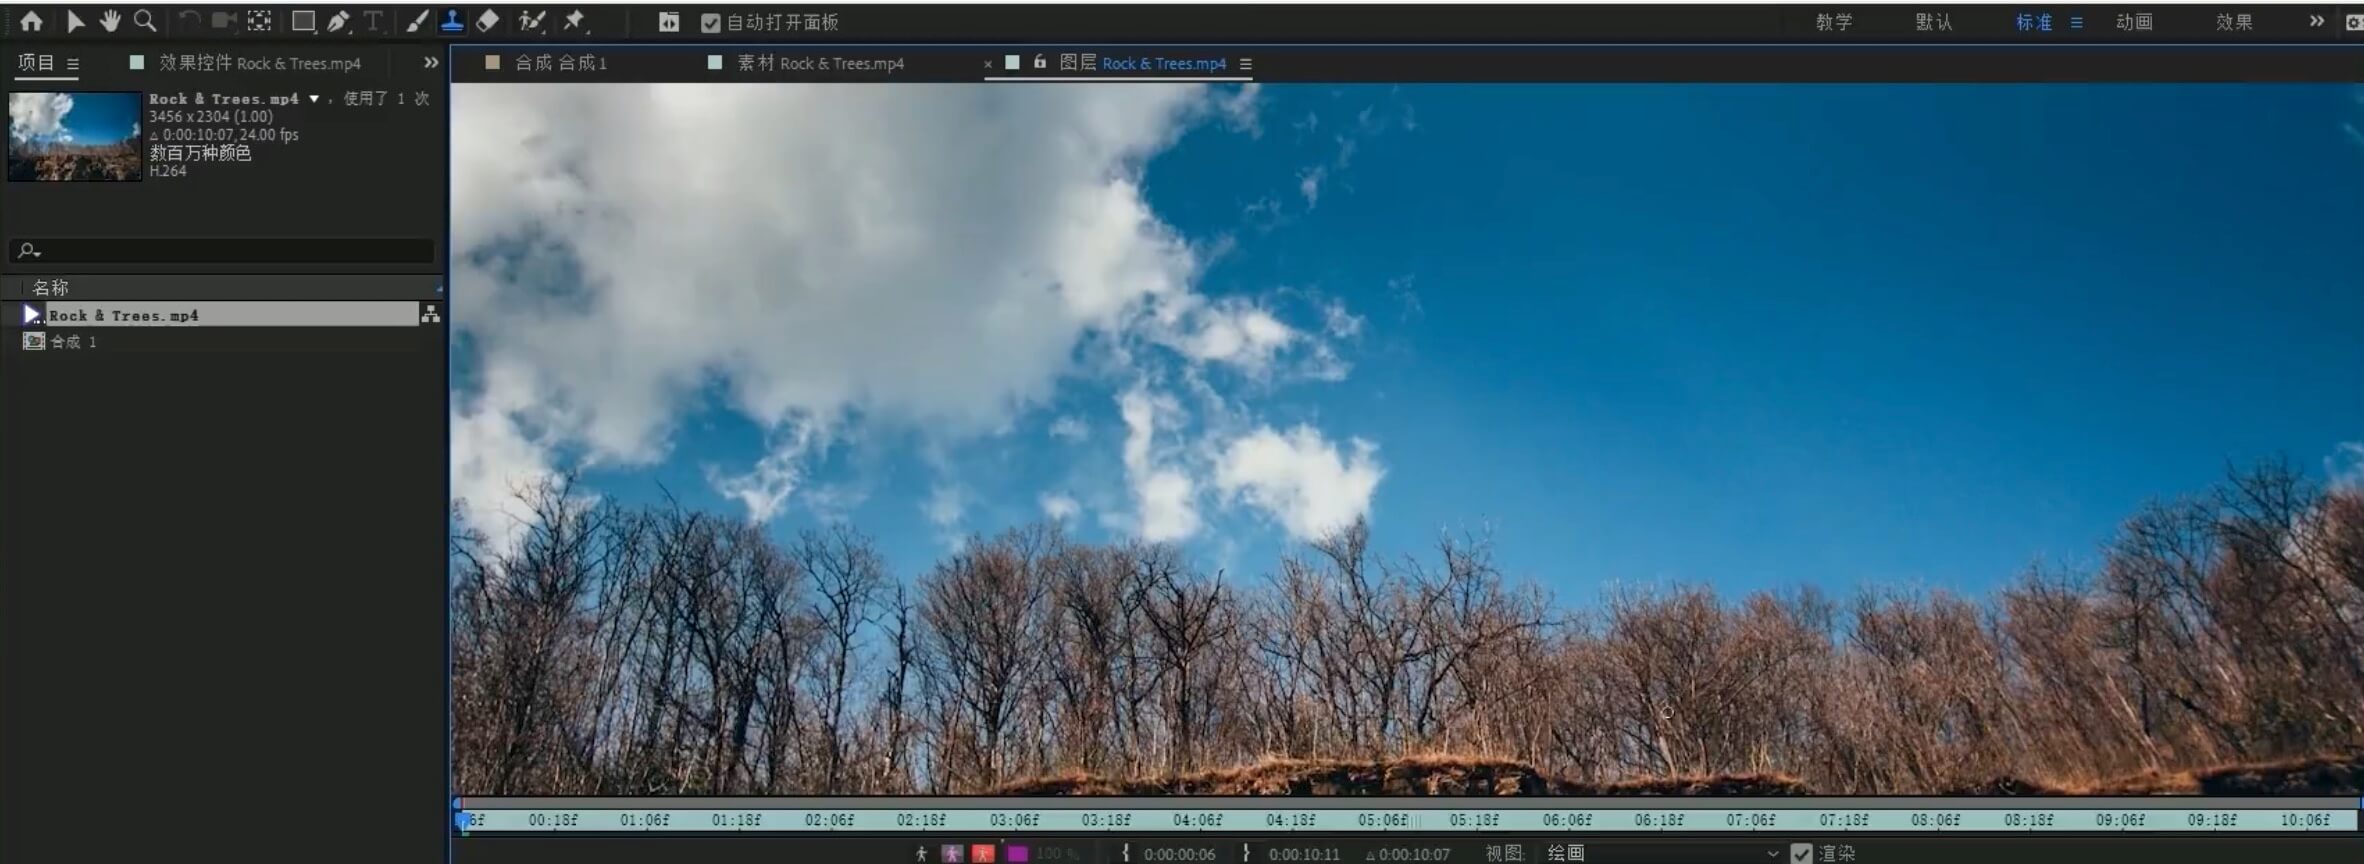 自动打开面板 教学 默认 标准 动画 效果
项目 效果控件 Rock & Trees.mp4 合成 合成1 素材 Rock & Trees.mp4 图层 Rock & Trees.mp4
Rock & Trees.mp4 ，使用了 1 次
3456 x 2304 (1.00)
△ 0:00:10:07, 24.00 fps
数百万种颜色
H.264
名称
Rock & Trees.mp4
合成 1
00:18f 01:06f 01:18f 02:06f 02:18f 03:06f 03:18f 04:06f 04:18f 05:06f 05:18f 06:06f 06:18f 07:06f 07:18f 08:06f 08:18f 09:06f 09:18f 10:06f
100 % { 0:00:00:06 } 0:00:10:11 △ 0:00:10:07 视图: 绘画 渲染